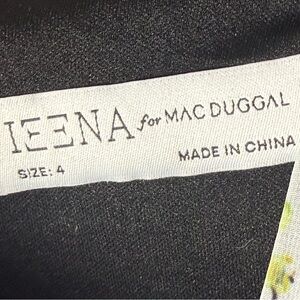 IEENA for MAC DUGGAL
SIZE: 4
MADE IN CHINA